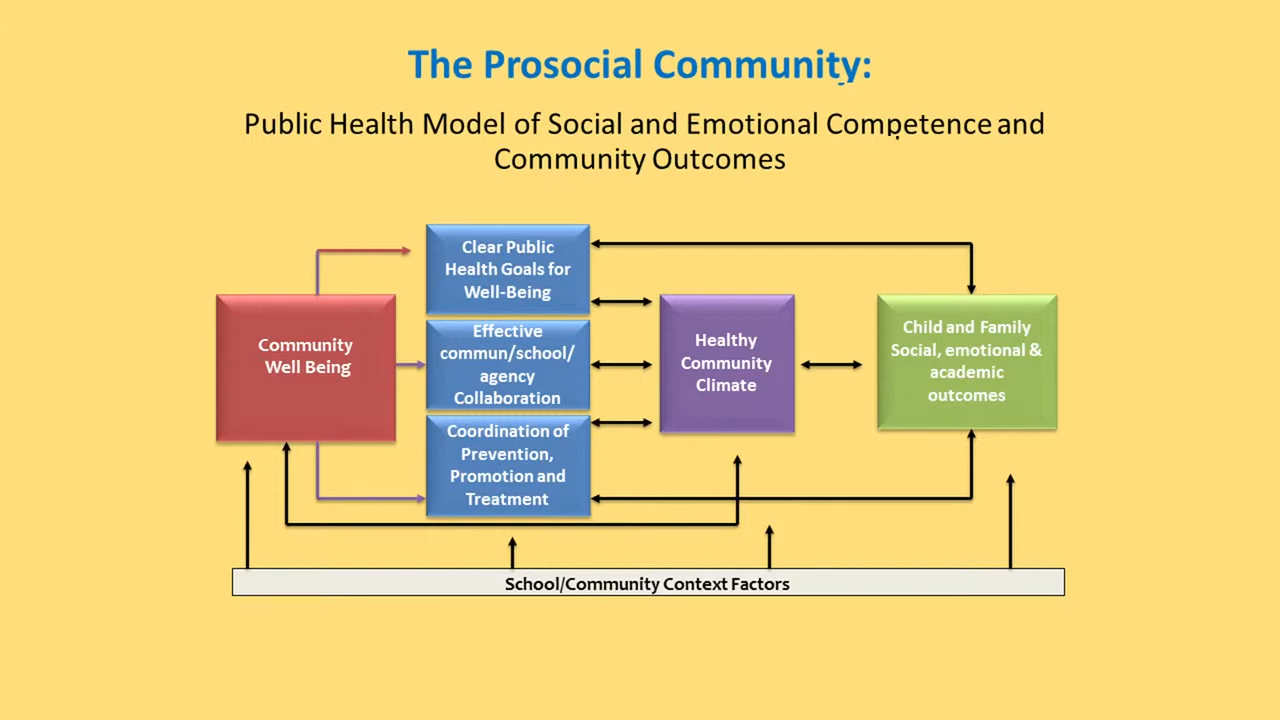 The Prosocial Community:
Public Health Model of Social and Emotional Competence and
Community Outcomes
Clear Public
Health Goals for
Well-Being
Community
Well Being
Effective
commun/school/
agency
Collaboration
Coordination of
Prevention,
Promotion and
Treatment
Healthy
Community
Climate
Child and Family
Social, emotional &
academic
outcomes
School/Community Context Factors